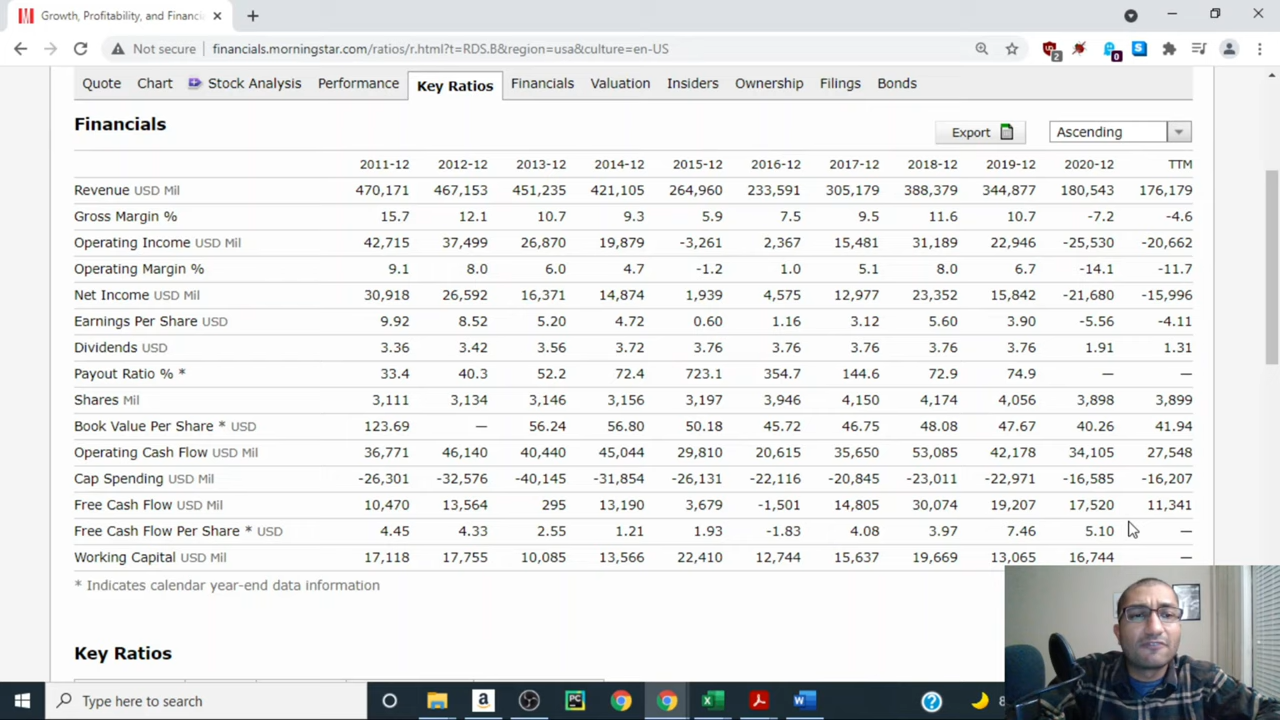 Growth, Profitability, and Financi
Not secure financials.morningstar.com/ratios/r.html?t=RDS.B&region=usa&culture=en-US
2 0
Quote Chart Stock Analysis Performance Key Ratios Financials Valuation Insiders Ownership Filings Bonds
Financials
Export Ascending
2011-12 2012-12 2013-12 2014-12 2015-12 2016-12 2017-12 2018-12 2019-12 2020-12 TTM
Revenue USD Mil 470,171 467,153 451,235 421,105 264,960 233,591 305,179 388,379 344,877 180,543 176,179
Gross Margin % 15.7 12.1 10.7 9.3 5.9 7.5 9.5 11.6 10.7 -7.2 -4.6
Operating Income USD Mil 42,715 37,499 26,870 19,879 -3,261 2,367 15,481 31,189 22,946 -25,530 -20,662
Operating Margin % 9.1 8.0 6.0 4.7 -1.2 1.0 5.1 8.0 6.7 -14.1 -11.7
Net Income USD Mil 30,918 26,592 16,371 14,874 1,939 4,575 12,977 23,352 15,842 -21,680 -15,996
Earnings Per Share USD 9.92 8.52 5.20 4.72 0.60 1.16 3.12 5.60 3.90 -5.56 -4.11
Dividends USD 3.36 3.42 3.56 3.72 3.76 3.76 3.76 3.76 3.76 1.91 1.31
Payout Ratio % * 33.4 40.3 52.2 72.4 723.1 354.7 144.6 72.9 74.9 — —
Shares Mil 3,111 3,134 3,146 3,156 3,197 3,946 4,150 4,174 4,056 3,898 3,899
Book Value Per Share * USD 123.69 — 56.24 56.80 50.18 45.72 46.75 48.08 47.67 40.26 41.94
Operating Cash Flow USD Mil 36,771 46,140 40,440 45,044 29,810 20,615 35,650 53,085 42,178 34,105 27,548
Cap Spending USD Mil -26,301 -32,576 -40,145 -31,854 -26,131 -22,116 -20,845 -23,011 -22,971 -16,585 -16,207
Free Cash Flow USD Mil 10,470 13,564 295 13,190 3,679 -1,501 14,805 30,074 19,207 17,520 11,341
Free Cash Flow Per Share * USD 4.45 4.33 2.55 1.21 1.93 -1.83 4.08 3.97 7.46 5.10 —
Working Capital USD Mil 17,118 17,755 10,085 13,566 22,410 12,744 15,637 19,669 13,065 16,744 —
* Indicates calendar year-end data information
Key Ratios
Type here to search